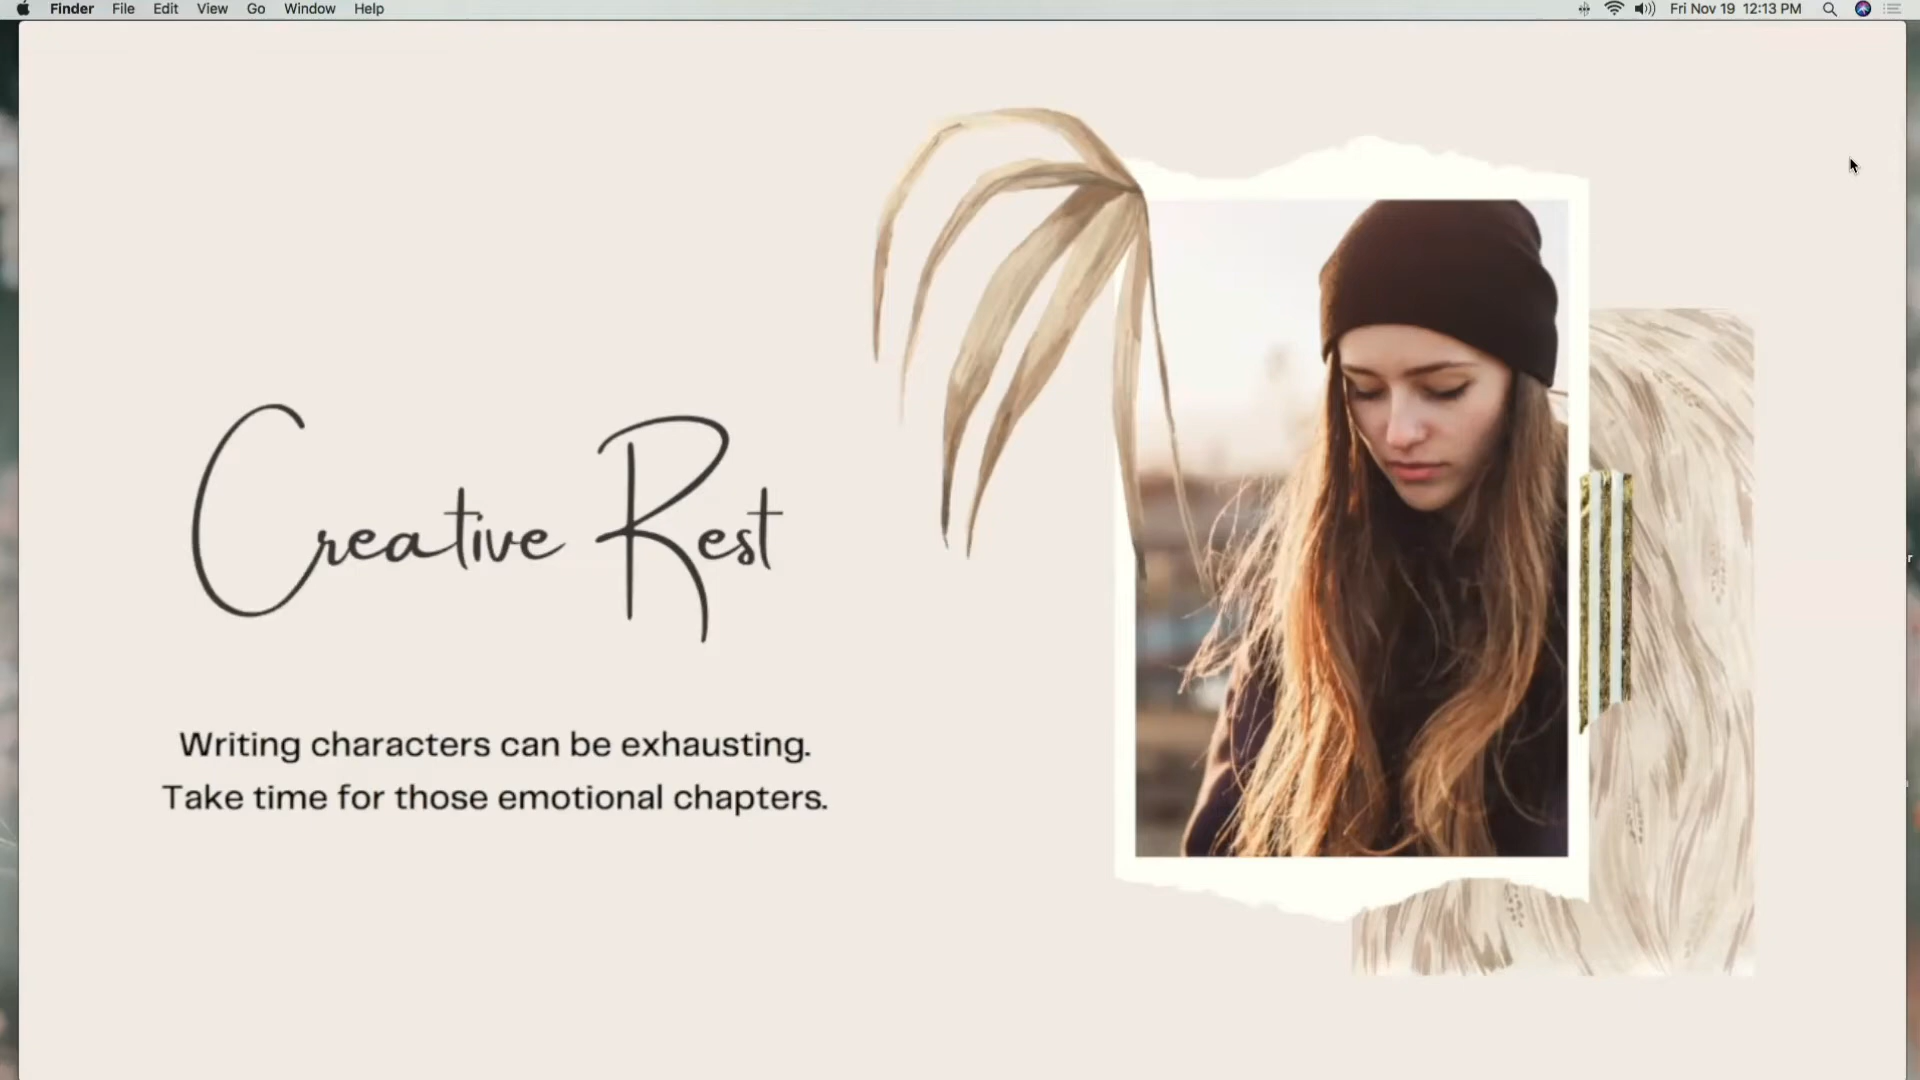 Finder File Edit View Go Window Help Fri Nov 19 12:13 PM
Creative Rest
Writing characters can be exhausting.
Take time for those emotional chapters.